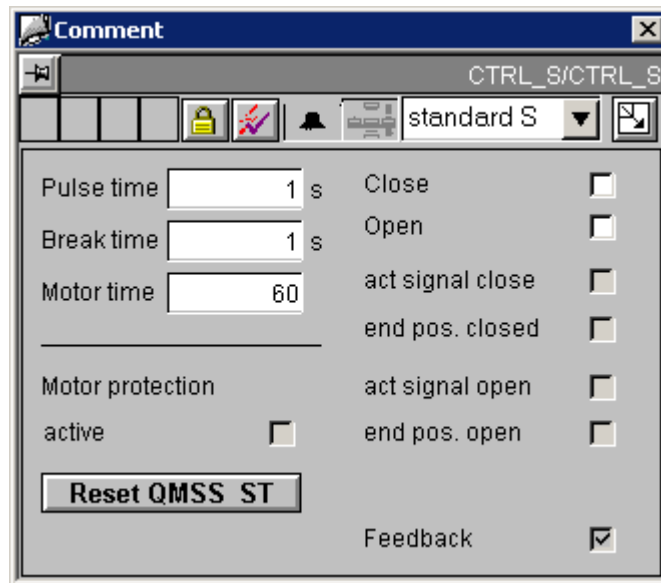 Comment
CTRL_S/CTRL_S
standard S
Pulse time 1 s
Break time 1 s
Motor time 60
Motor protection
active
Reset QMSS_ST
Close
Open
act signal close
end pos. closed
act signal open
end pos. open
Feedback